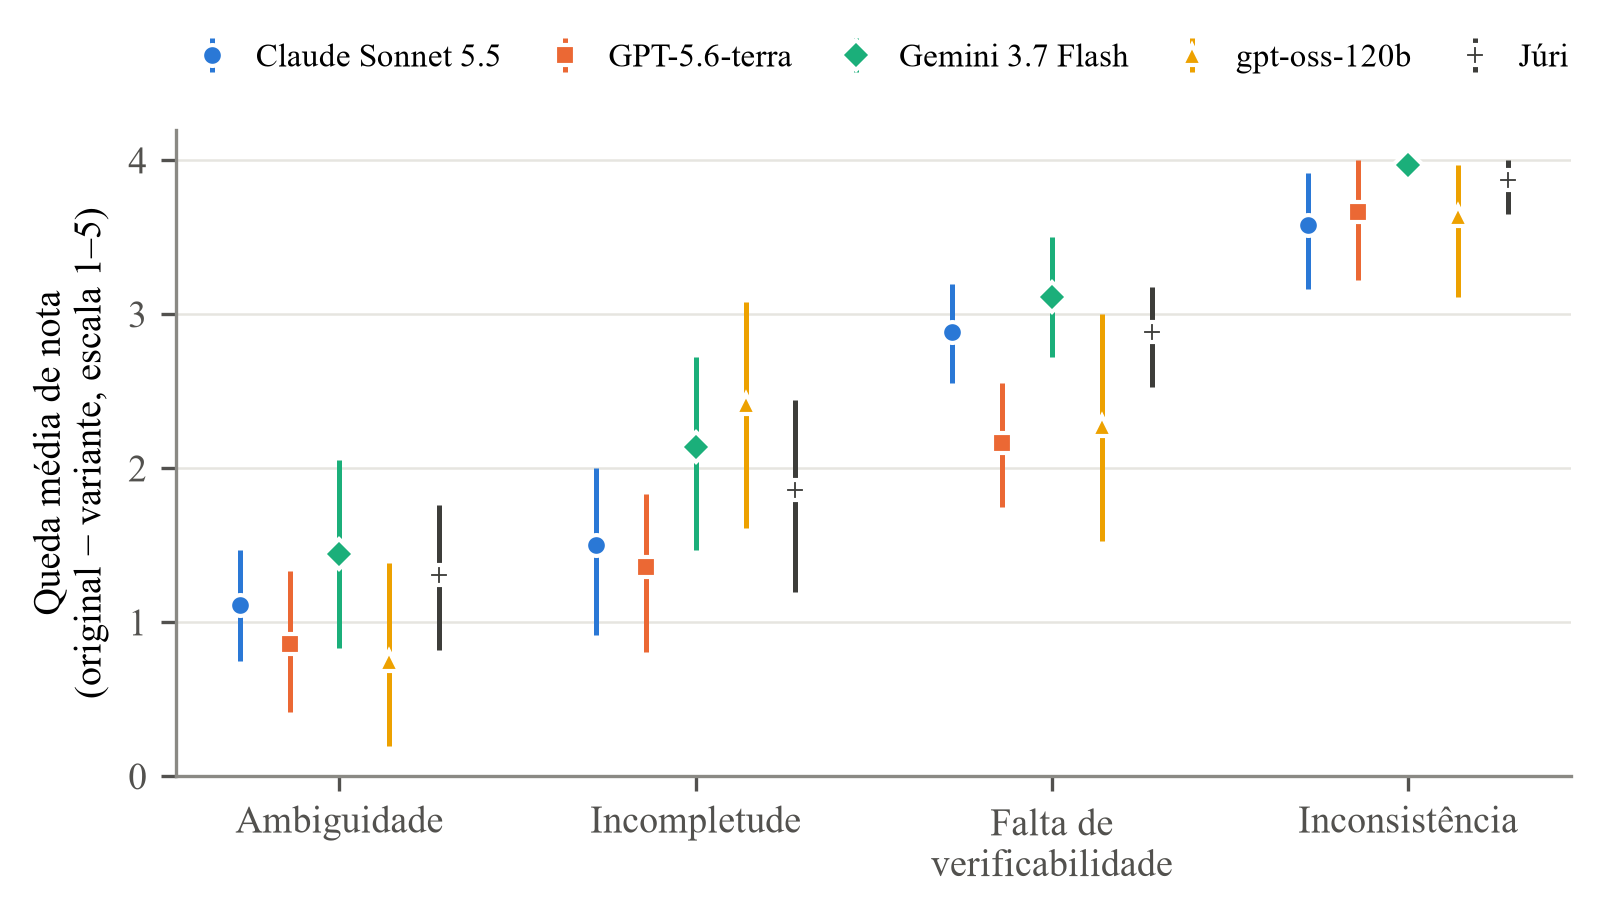 Claude Sonnet 5.5
GPT-5.6-terra
Gemini 3.7 Flash
gpt-oss-120b
Júri
Queda média de nota
(original – variante, escala 1–5)
4
3
2
1
0
Ambiguidade
Incompletude
Falta de
verificabilidade
Inconsistência